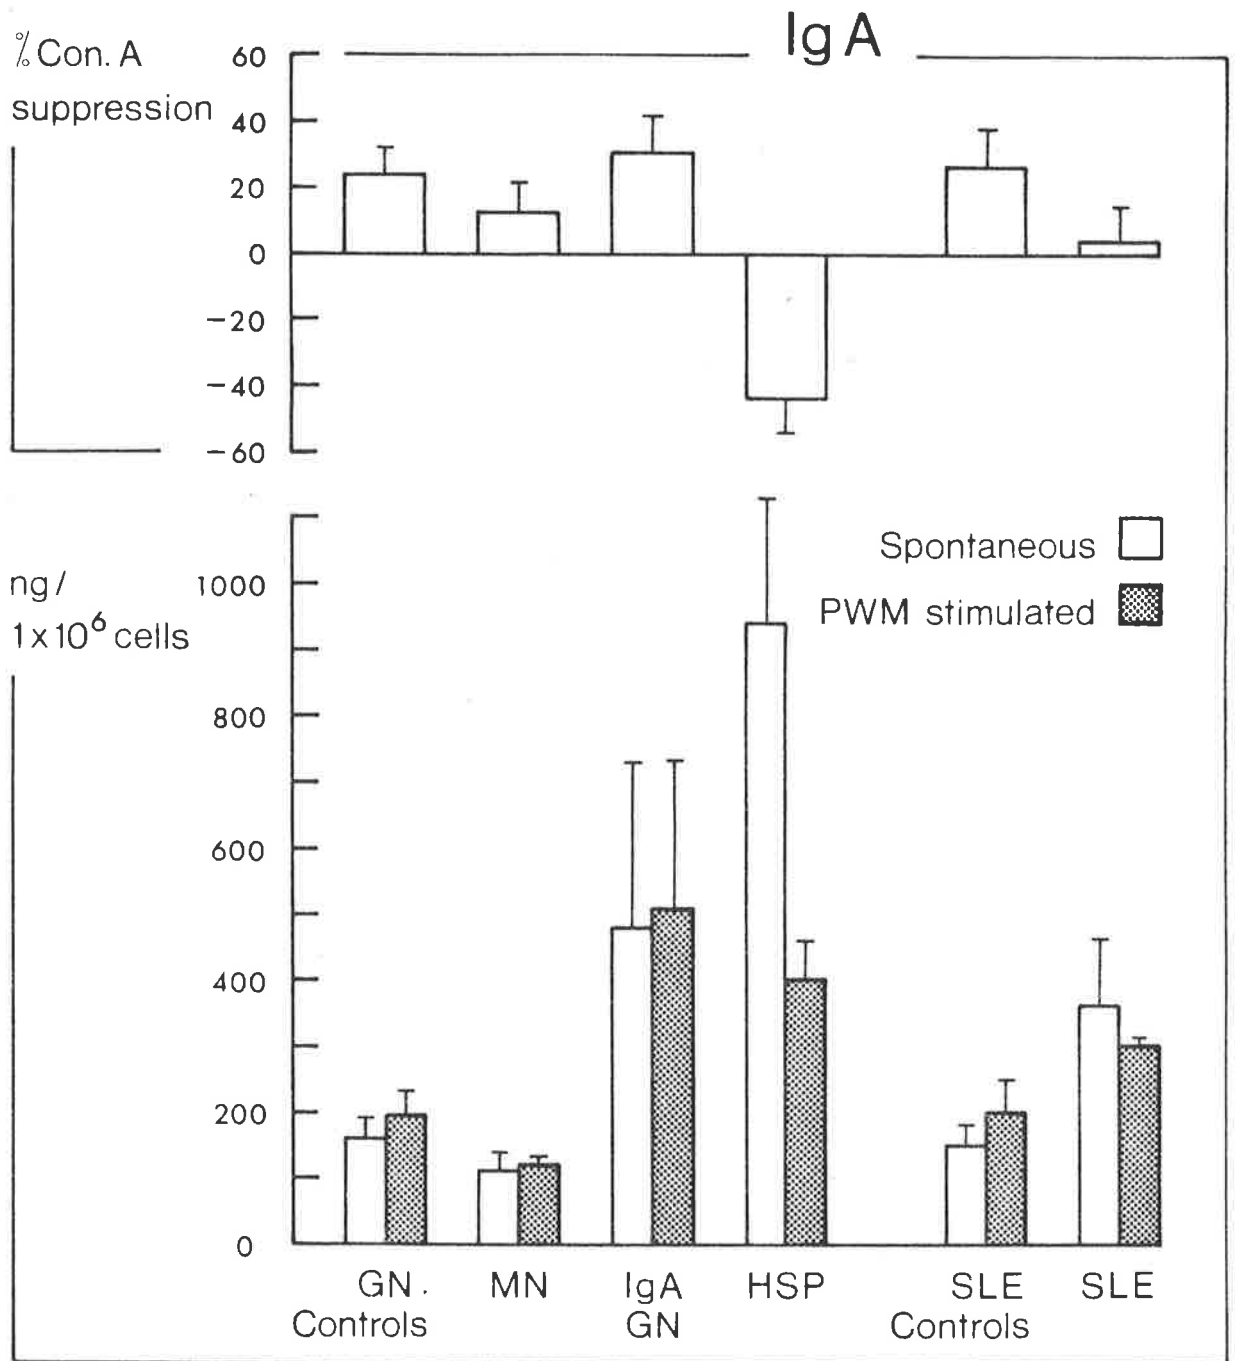 IgA
% Con. A
suppression
60
40
20
0
−20
−40
−60
Spontaneous
PWM stimulated
ng/
1x10⁶ cells
1000
800
600
400
200
0
GN. Controls
MN
IgA GN
HSP
SLE Controls
SLE